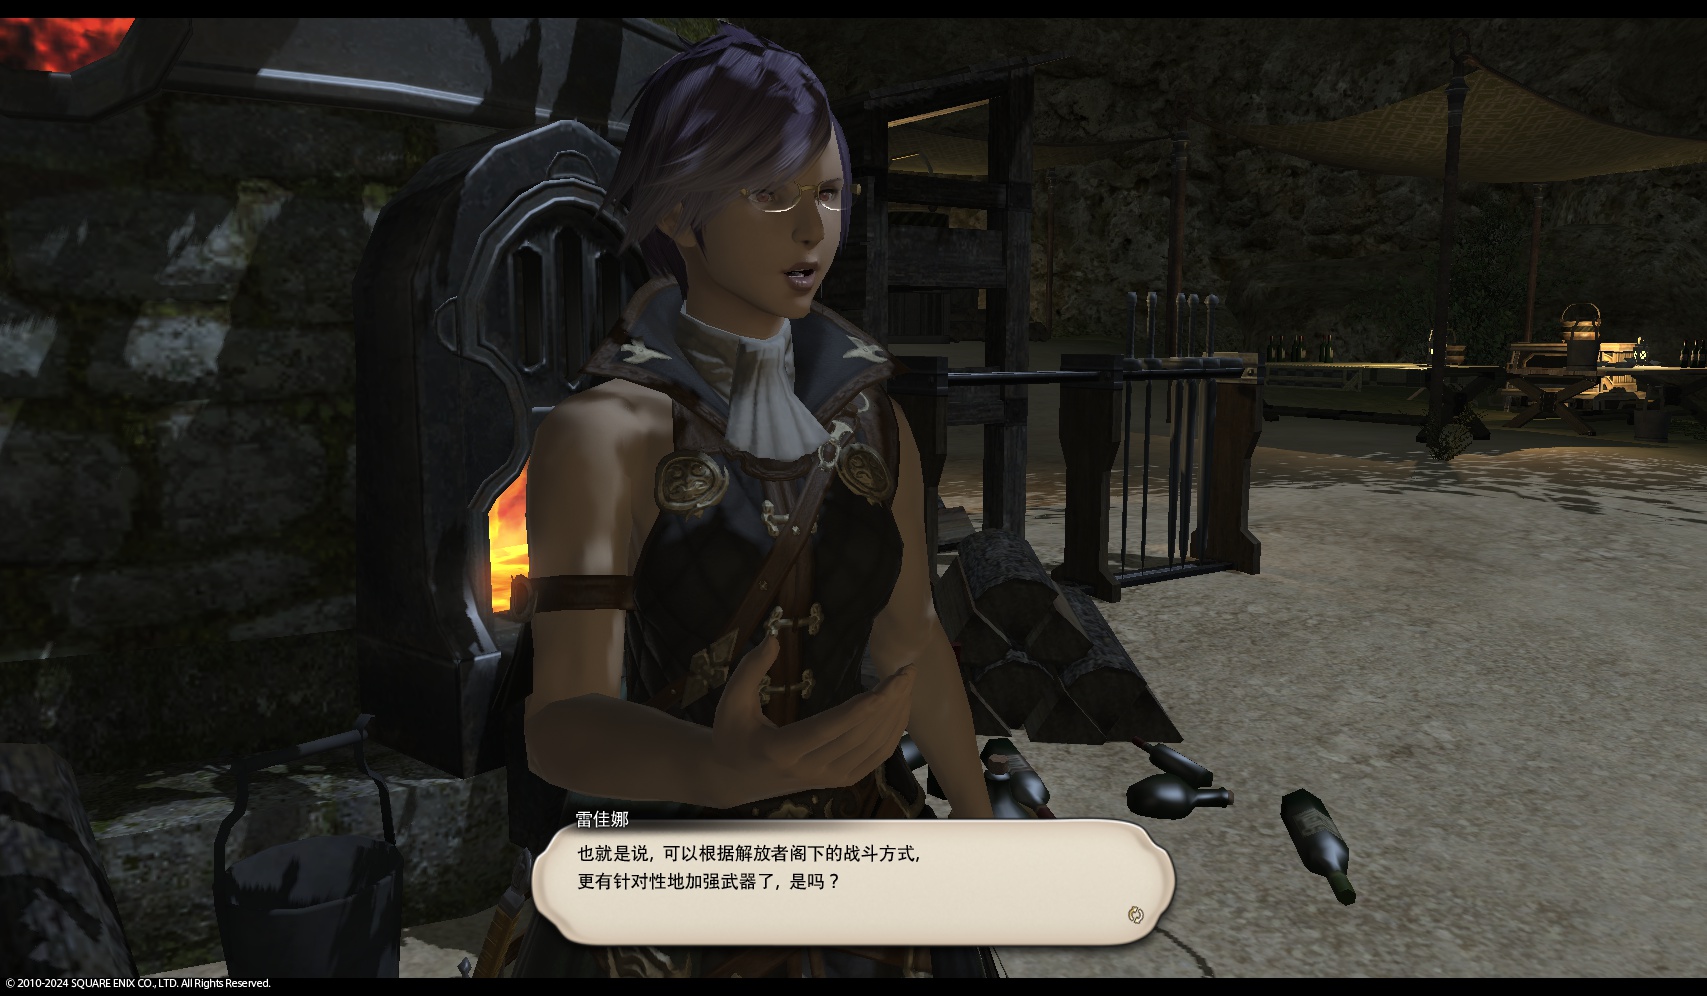 雷佳娜
也就是说，可以根据解放者阁下的战斗方式，
更有针对性地加强武器了，是吗？
© 2010-2024 SQUARE ENIX CO., LTD. All Rights Reserved.